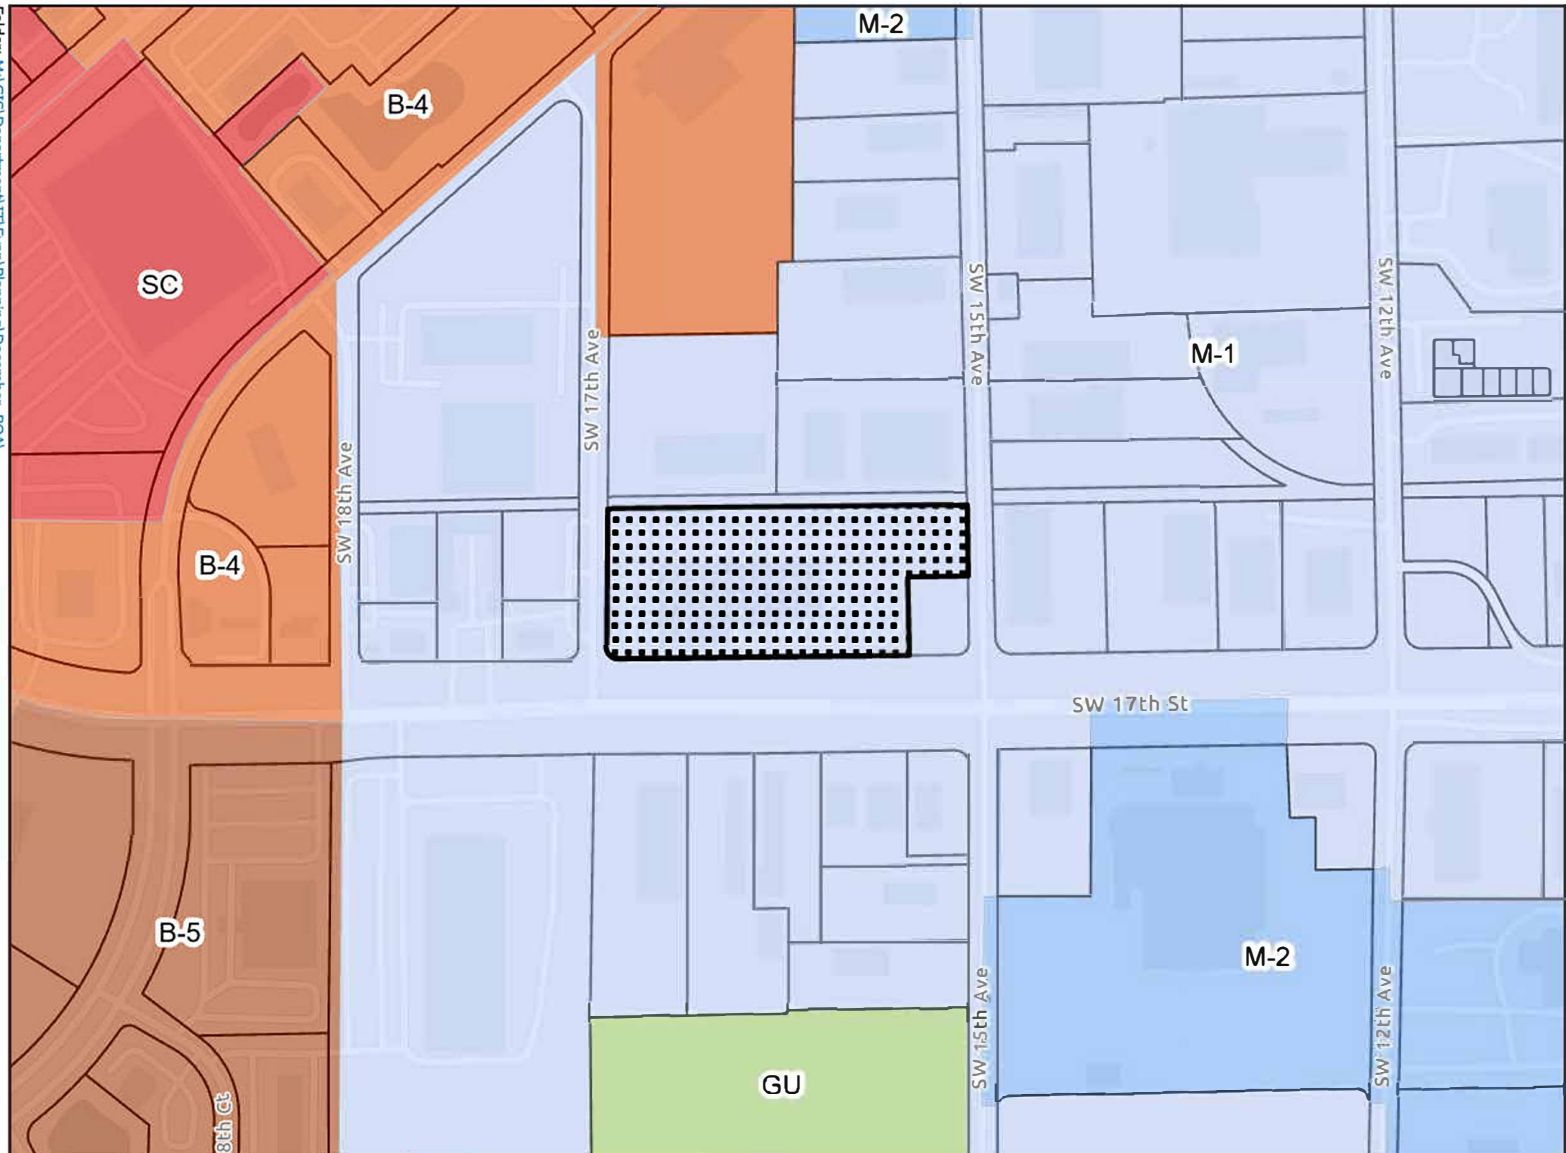 M-2
B-4
SC
SW 17th Ave
SW 15th Ave
SW 12th Ave
M-1
SW 18th Ave
B-4
SW 17th St
B-5
M-2
SW 15th Ave
SW 12th Ave
GU
8th Ct